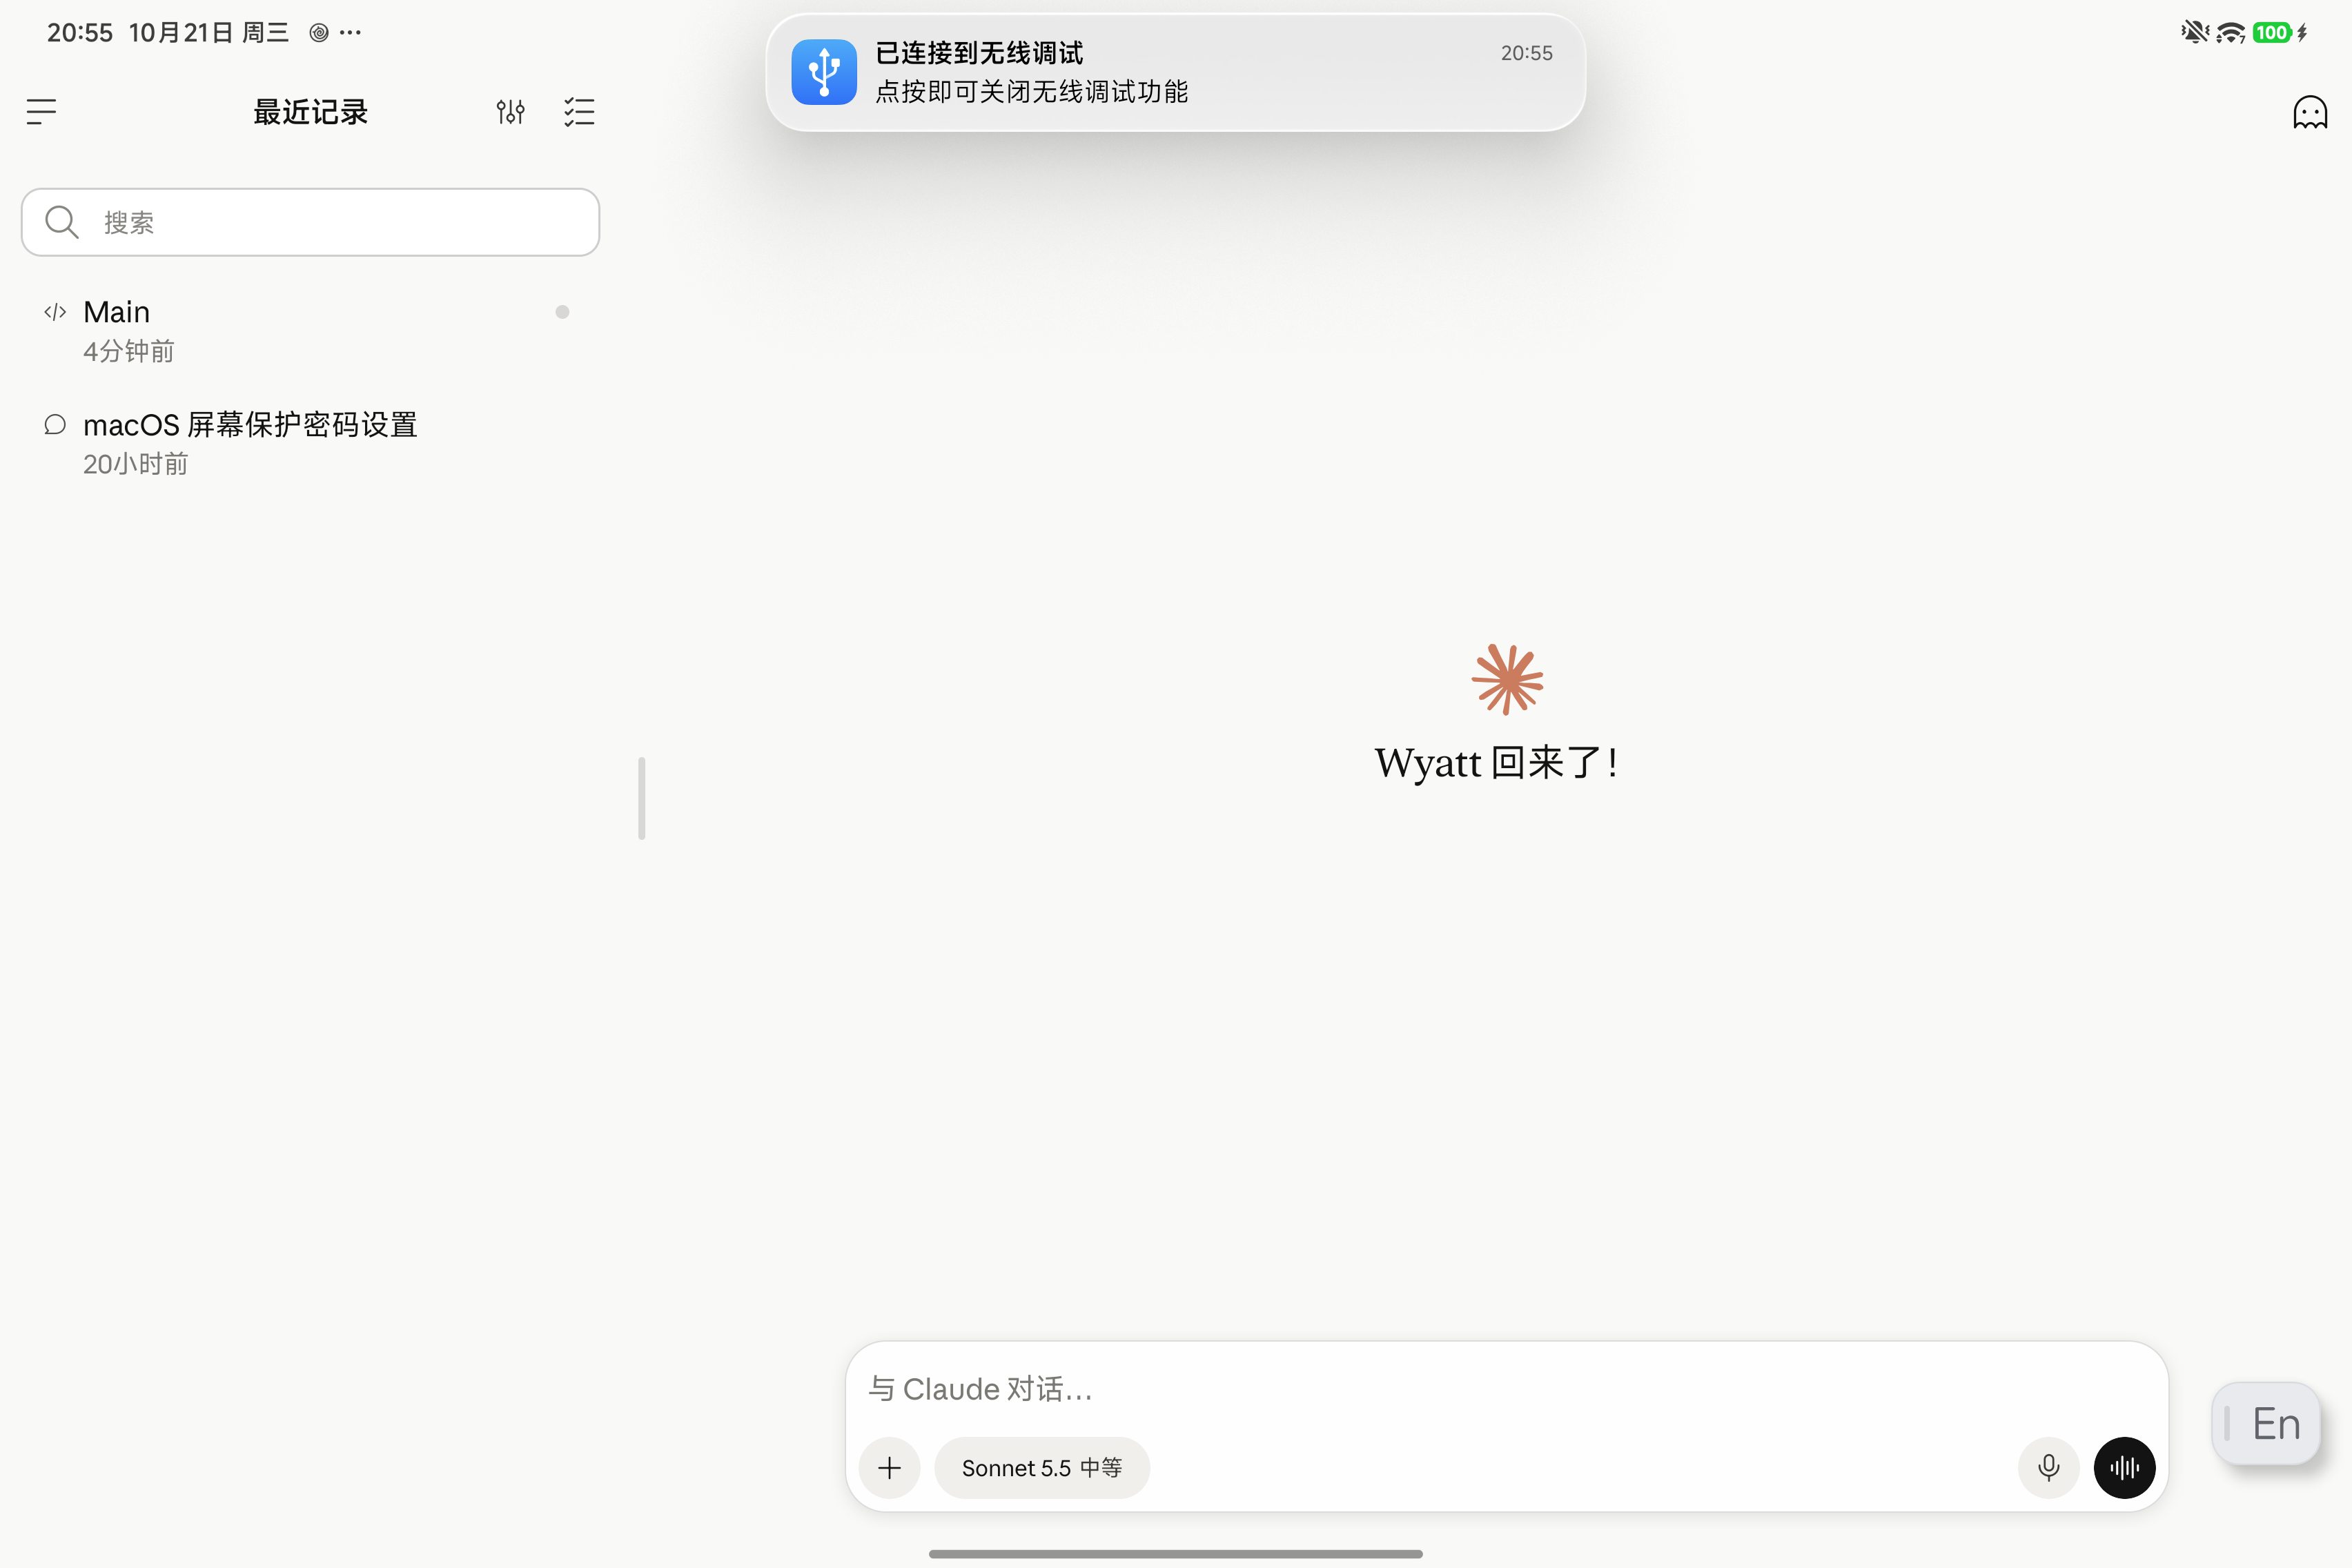 20:55 10月21日 周三
100
已连接到无线调试
20:55
点按即可关闭无线调试功能
最近记录
搜索
Main
4分钟前
macOS 屏幕保护密码设置
20小时前
Wyatt 回来了!
与 Claude 对话...
Sonnet 5.5 中等
En